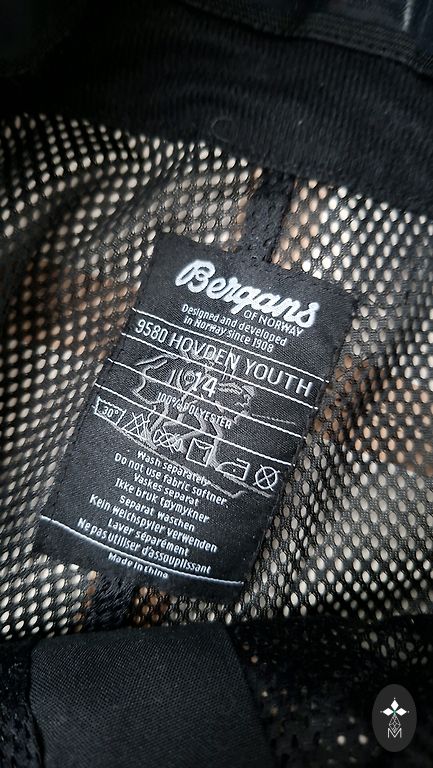 Bergans
OF NORWAY
Designed and developed
in Norway since 1908
9580 HOVDEN YOUTH
14
100% POLYESTER
30°
Wash separately
Do not use fabric softner.
Vaskes separat
Ikke bruk tøymykner
Separat waschen
Kein weichspyler verwenden
Laver séparément
Ne pas utiliser d'assouplissant
Made in China
M